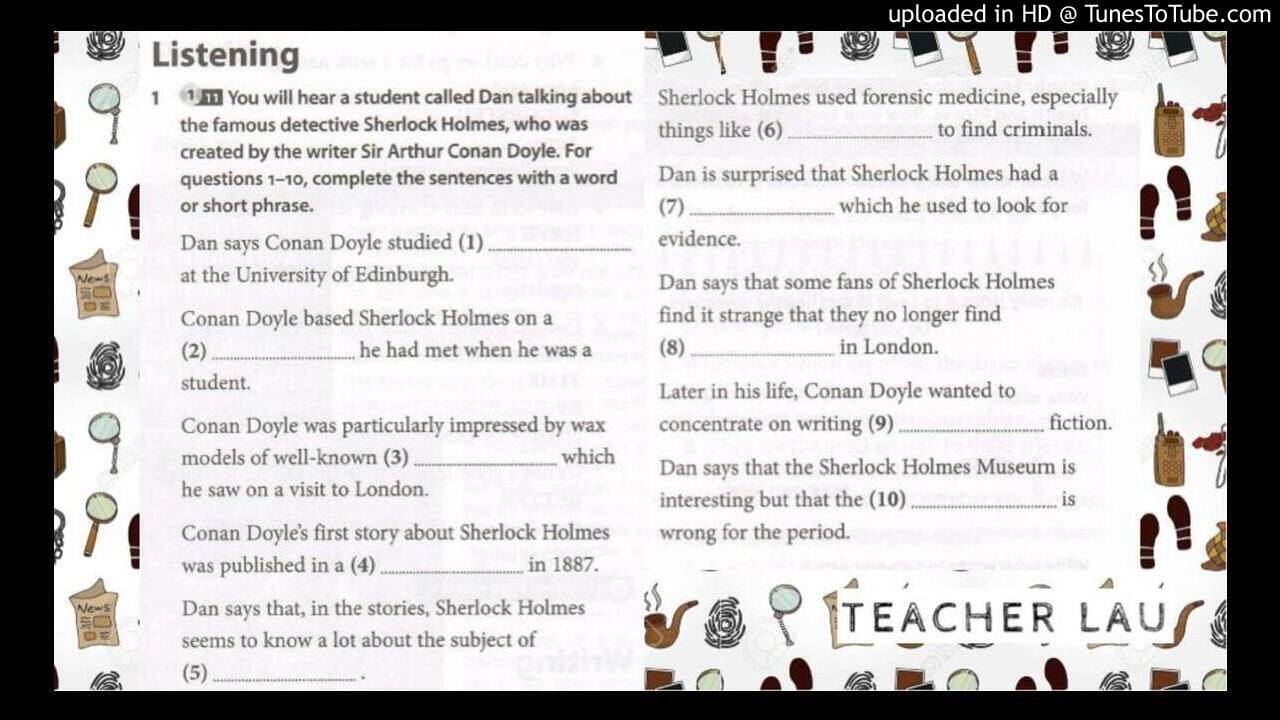 uploaded in HD @ TunesToTube.com
Listening
1 1 11 You will hear a student called Dan talking about
the famous detective Sherlock Holmes, who was
created by the writer Sir Arthur Conan Doyle. For
questions 1–10, complete the sentences with a word
or short phrase.
Dan says Conan Doyle studied (1) ....................
at the University of Edinburgh.
Conan Doyle based Sherlock Holmes on a
(2) .................... he had met when he was a
student.
Conan Doyle was particularly impressed by wax
models of well-known (3) .................... which
he saw on a visit to London.
Conan Doyle's first story about Sherlock Holmes
was published in a (4) .................... in 1887.
Dan says that, in the stories, Sherlock Holmes
seems to know a lot about the subject of
(5) .................... .
Sherlock Holmes used forensic medicine, especially
things like (6) .................... to find criminals.
Dan is surprised that Sherlock Holmes had a
(7) .................... which he used to look for
evidence.
Dan says that some fans of Sherlock Holmes
find it strange that they no longer find
(8) .................... in London.
Later in his life, Conan Doyle wanted to
concentrate on writing (9) .................... fiction.
Dan says that the Sherlock Holmes Museum is
interesting but that the (10) .................... is
wrong for the period.
TEACHER LAU
News
News